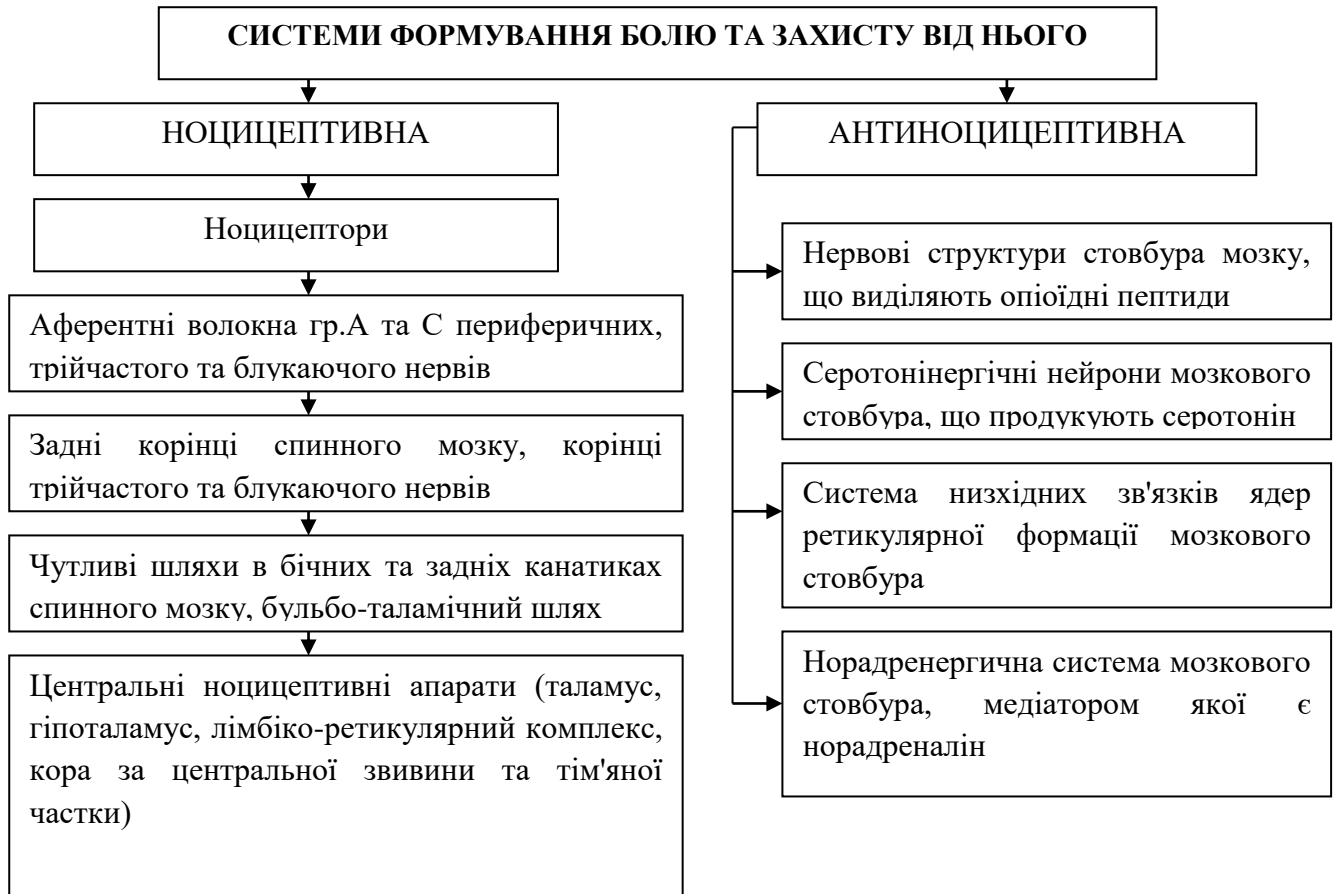 СИСТЕМИ ФОРМУВАННЯ БОЛЮ ТА ЗАХИСТУ ВІД НЬОГО
НОЦИЦЕПТИВНА
Ноцицептори
Аферентні волокна гр.А та С периферичних,
трійчастого та блукаючого нервів
Задні корінці спинного мозку, корінці
трійчастого та блукаючого нервів
Чутливі шляхи в бічних та задніх канатиках
спинного мозку, бульбо-таламічний шлях
Центральні ноцицептивні апарати (таламус,
гіпоталамус, лімбіко-ретикулярний комплекс,
кора за центральної звивини та тім'яної
частки)
АНТИНОЦИЦЕПТИВНА
Нервові структури стовбура мозку,
що виділяють опіоїдні пептиди
Серотонінергічні нейрони мозкового
стовбура, що продукують серотонін
Система низхідних зв'язків ядер
ретикулярної формації мозкового
стовбура
Норадренергична система мозкового
стовбура, медіатором якої є
норадреналін